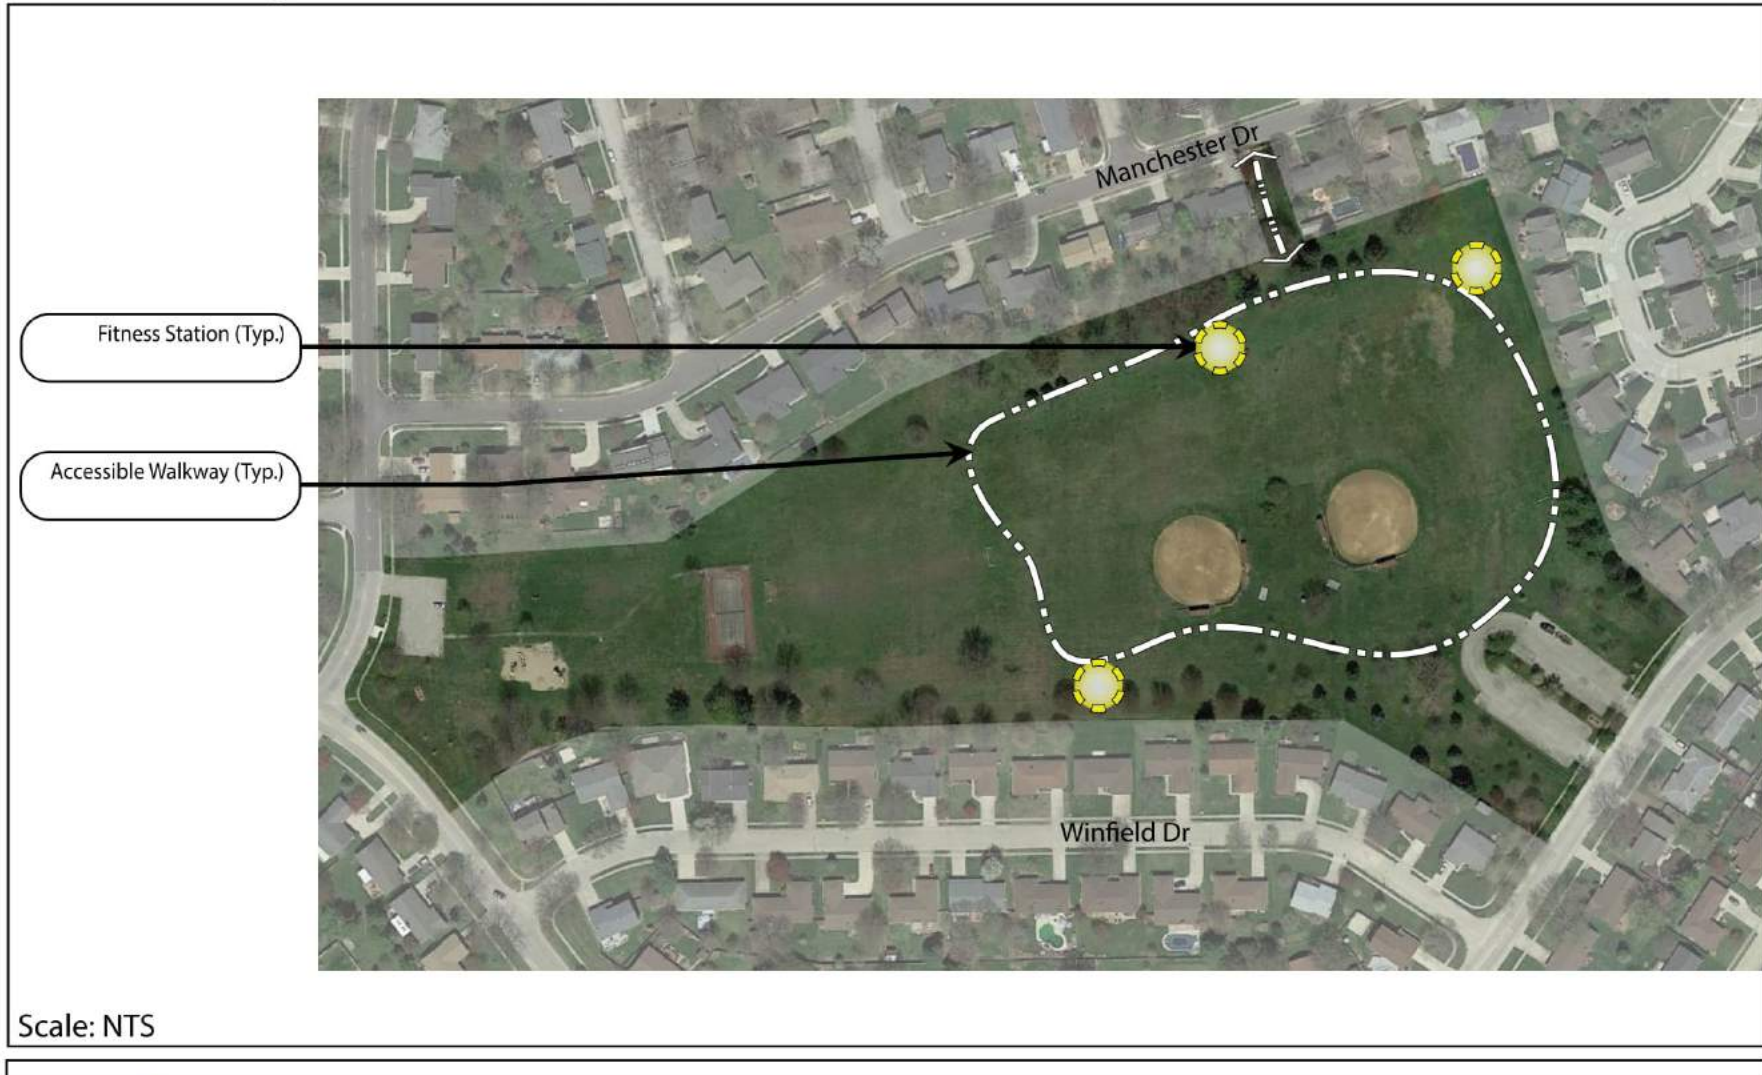 Manchester Dr
Fitness Station (Typ.)
Accessible Walkway (Typ.)
Winfield Dr
Scale: NTS